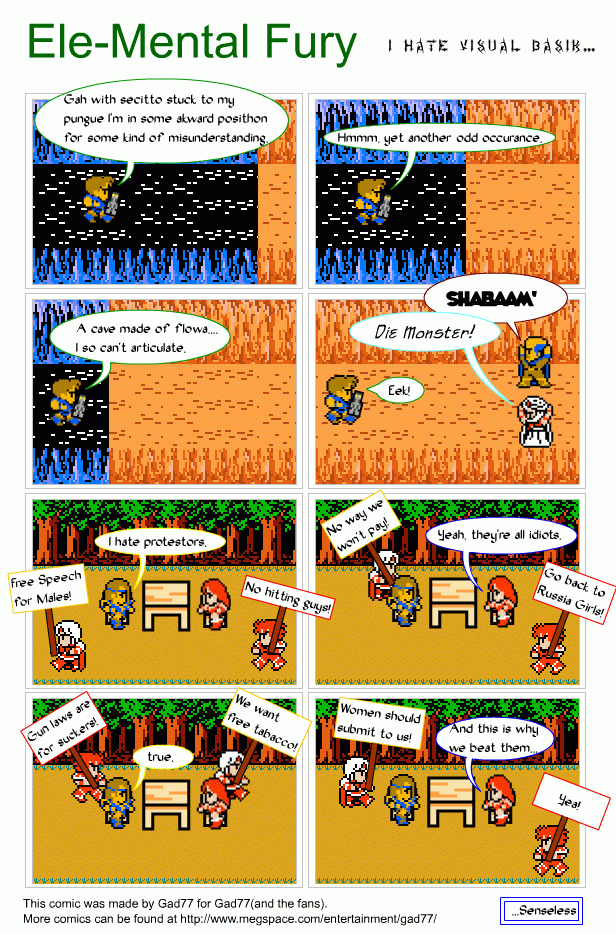 Ele-Mental Fury
I HATE VISUAL BASIK...
Gah with secitto stuck to my
pungue I'm in some akward posithon
for some kind of misunderstanding.
Hmmm, yet another odd occurance.
A cave made of flowa....
I so can't articulate.
SHABAAM'
Die Monster!
Eek!
I hate protestors.
Free Speech
for Males!
No hitting guys!
No way we
won't pay!
Yeah, they're all idiots.
Go back to
Russia Girls!
Gun laws are
for suckers!
We want
free tabacco!
true.
Women should
submit to us!
And this is why
we beat them...
Yea!
This comic was made by Gad77 for Gad77(and the fans).
More comics can be found at http://www.megspace.com/entertainment/gad77/
...Senseless